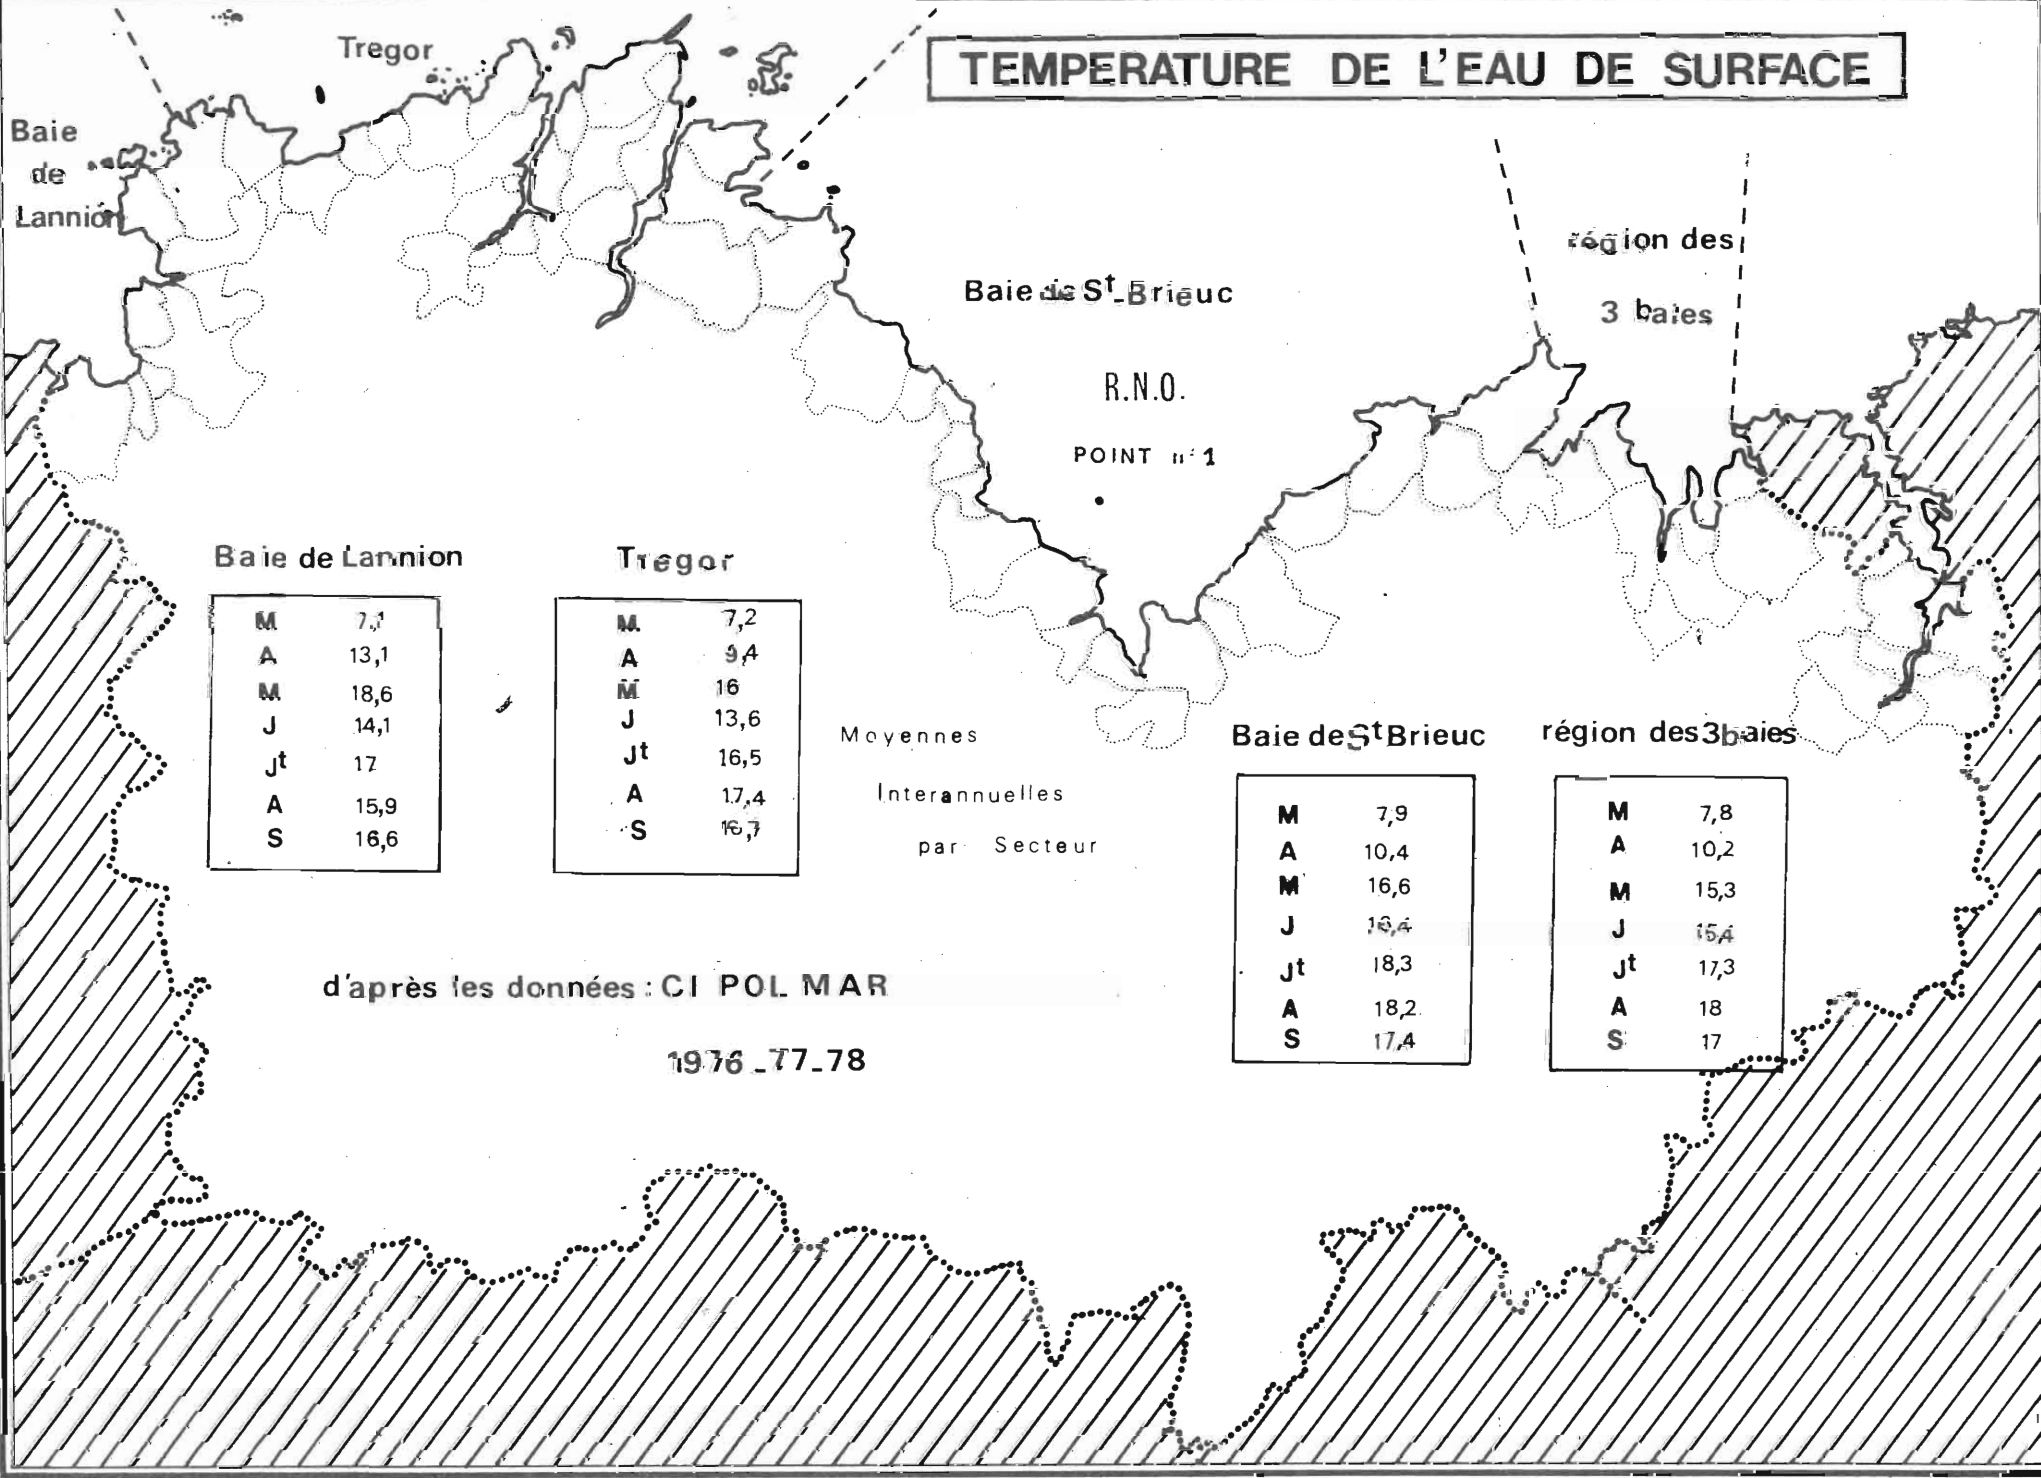 TEMPERATURE DE L'EAU DE SURFACE
Tregor
Baie
de
Lannion
région des
3 baies
Baie de St_Brieuc
R.N.O.
POINT n° 1
Baie de Lannion
M 7,1
A 13,1
M 18,6
J 14,1
Jt 17
A 15,9
S 16,6
Tregor
M 7,2
A 9,4
M 16
J 13,6
Jt 16,5
A 17,4
S 16,7
Moyennes
Interannuelles
par Secteur
Baie de St Brieuc
M 7,9
A 10,4
M 16,6
J 16,4
Jt 18,3
A 18,2
S 17,4
région des 3 baies
M 7,8
A 10,2
M 15,3
J 15,4
Jt 17,3
A 18
S 17
d'après les données : CI POL MAR
1976_77_78